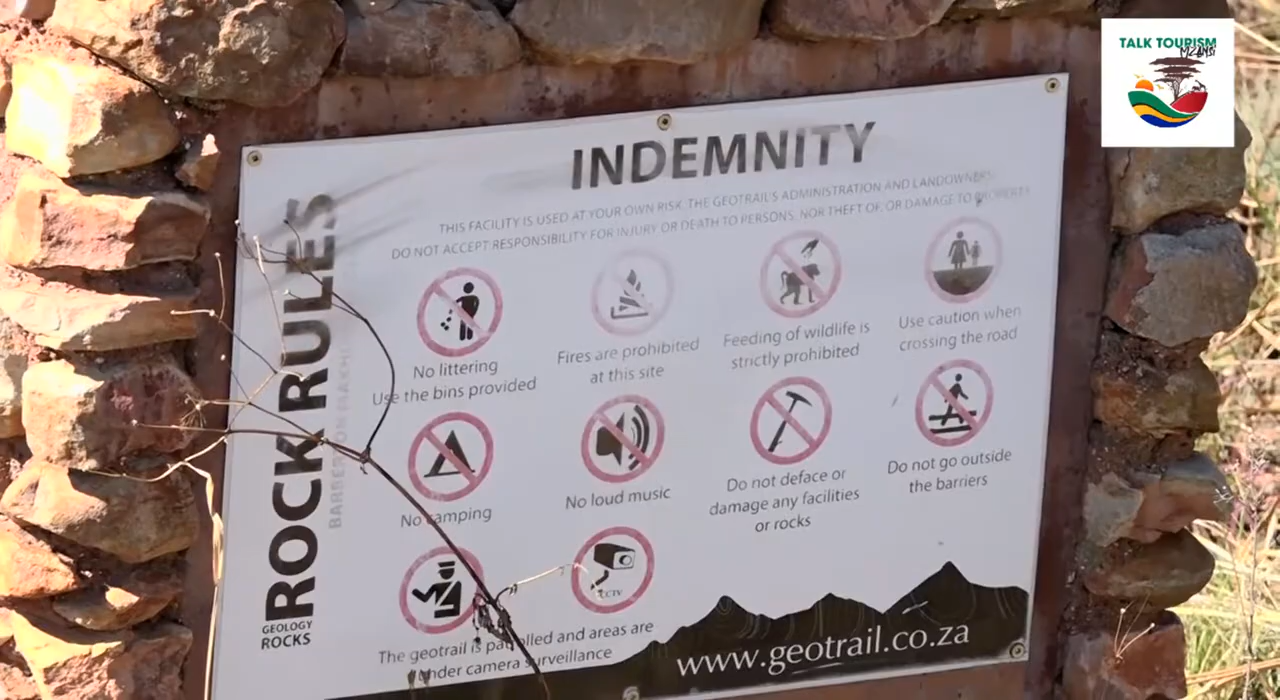 TALK TOURISM
MZANSI
INDEMNITY
THIS FACILITY IS USED AT YOUR OWN RISK. THE GEOTRAIL'S ADMINISTRATION AND LANDOWNERS
DO NOT ACCEPT RESPONSIBILITY FOR INJURY OR DEATH TO PERSONS, NOR THEFT OF, OR DAMAGE TO PROPERTY
ROCK RULES
BARBERTON MAKH
GEOLOGY
ROCKS
No littering
Use the bins provided
Fires are prohibited
at this site
Feeding of wildlife is
strictly prohibited
Use caution when
crossing the road
No camping
No loud music
Do not deface or
damage any facilities
or rocks
Do not go outside
the barriers
CCTV
The geotrail is patrolled and areas are
under camera surveillance
www.geotrail.co.za